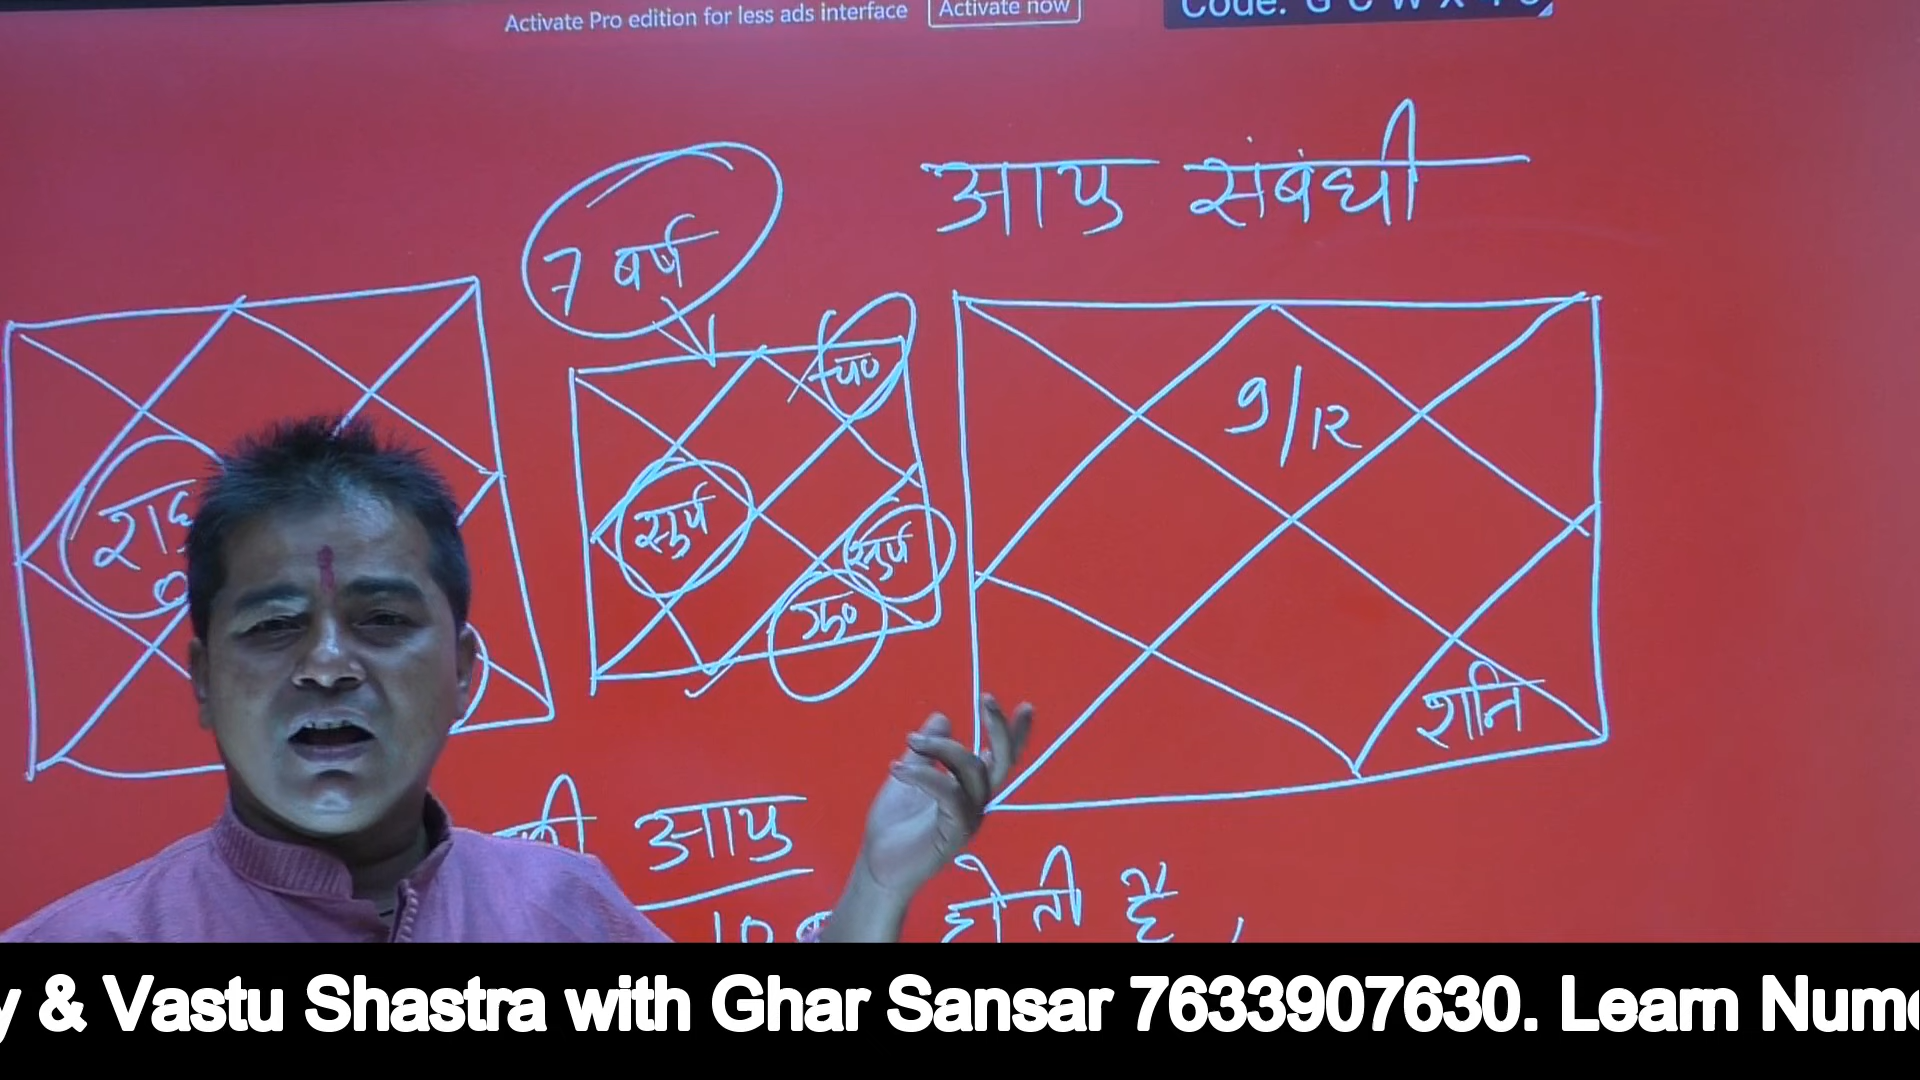 Activate Pro edition for less ads interface Activate now Code: G C W X
आयु संबंधी
7 वर्ष
9/12
चं०
सूर्य
सूर्य
शनि
आयु
होती है,
y & Vastu Shastra with Ghar Sansar 7633907630. Learn Nume